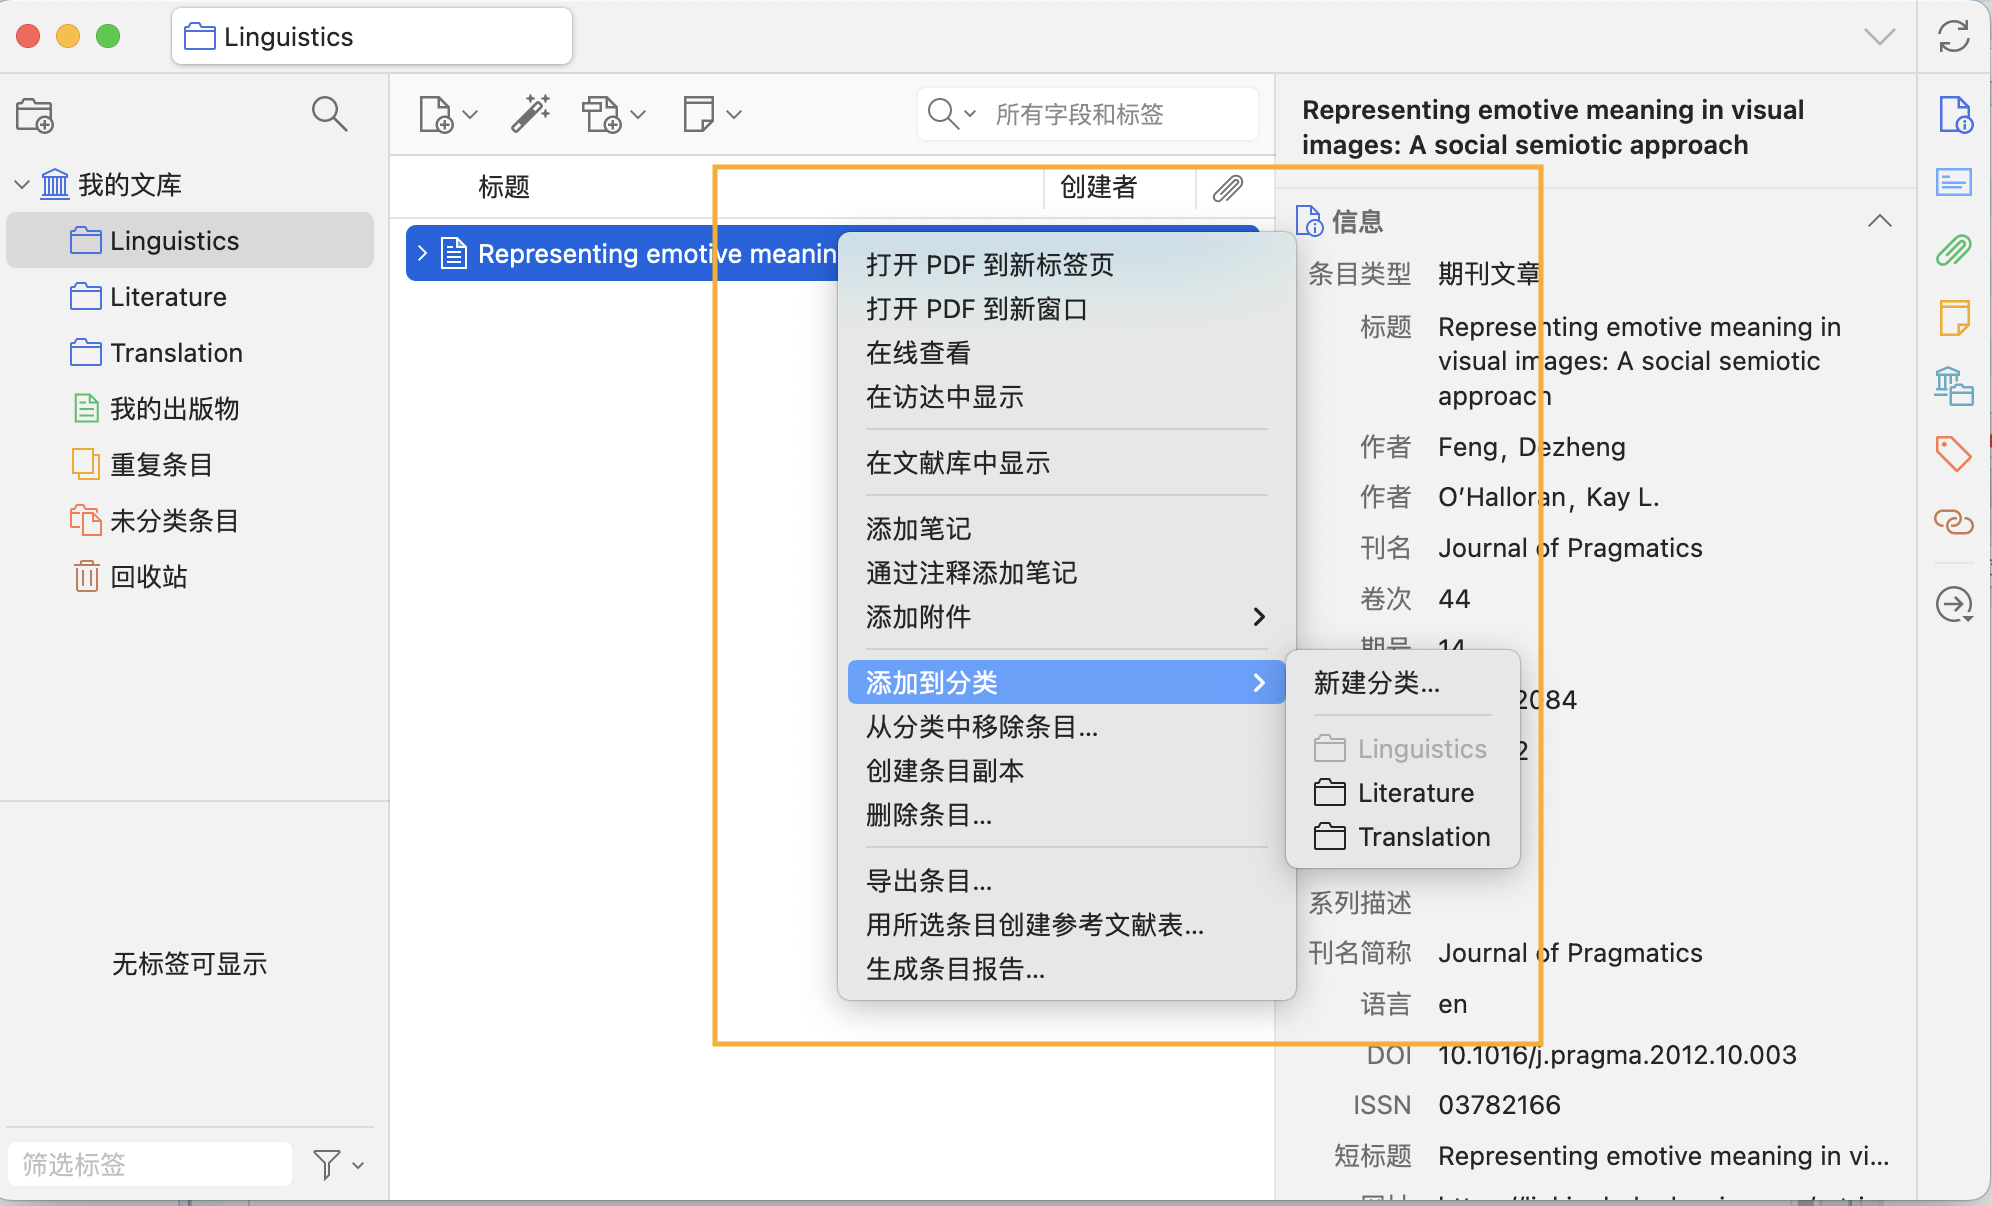 Linguistics
我的文库
Linguistics
Literature
Translation
我的出版物
重复条目
未分类条目
回收站
无标签可显示
筛选标签
所有字段和标签
标题
创建者
Representing emotive meanin
打开 PDF 到新标签页
打开 PDF 到新窗口
在线查看
在访达中显示
在文献库中显示
添加笔记
通过注释添加笔记
添加附件
添加到分类
从分类中移除条目...
创建条目副本
删除条目...
导出条目...
用所选条目创建参考文献表...
生成条目报告...
新建分类...
Linguistics
Literature
Translation
Representing emotive meaning in visual
images: A social semiotic approach
信息
条目类型 期刊文章
标题 Representing emotive meaning in
visual images: A social semiotic
approach
作者 Feng, Dezheng
作者 O'Halloran, Kay L.
刊名 Journal of Pragmatics
卷次 44
期号 14
2084
2
系列描述
刊名简称 Journal of Pragmatics
语言 en
DOI 10.1016/j.pragma.2012.10.003
ISSN 03782166
短标题 Representing emotive meaning in vi...